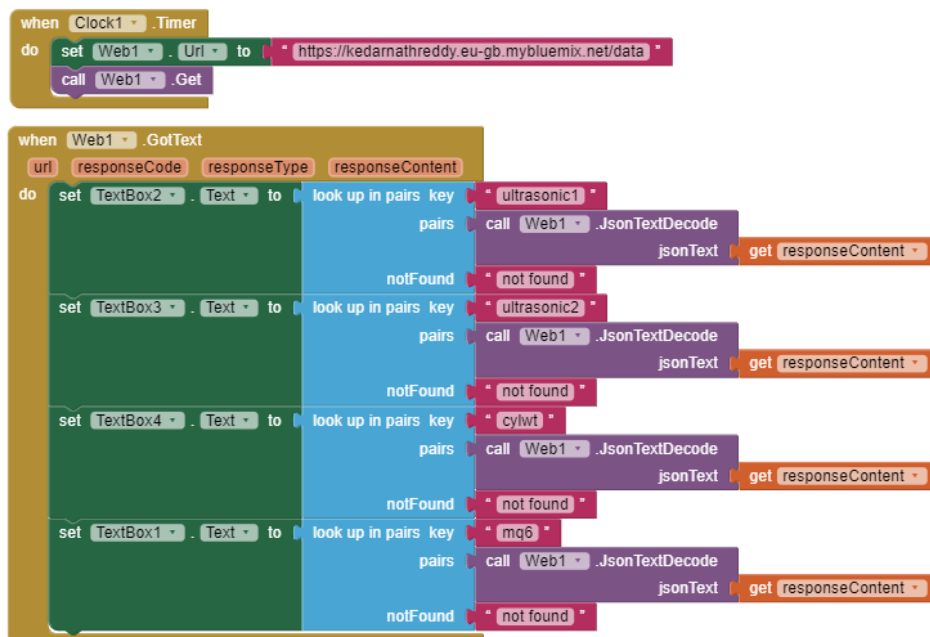 when Clock1 .Timer
do set Web1 . Url to " https://kedarnathreddy.eu-gb.mybluemix.net/data "
call Web1 .Get
when Web1 .GotText
url responseCode responseType responseContent
do set TextBox2 . Text to look up in pairs key " ultrasonic1 "
pairs call Web1 .JsonTextDecode
jsonText get responseContent
notFound " not found "
set TextBox3 . Text to look up in pairs key " ultrasonic2 "
pairs call Web1 .JsonTextDecode
jsonText get responseContent
notFound " not found "
set TextBox4 . Text to look up in pairs key " cylwt "
pairs call Web1 .JsonTextDecode
jsonText get responseContent
notFound " not found "
set TextBox1 . Text to look up in pairs key " mq6 "
pairs call Web1 .JsonTextDecode
jsonText get responseContent
notFound " not found "